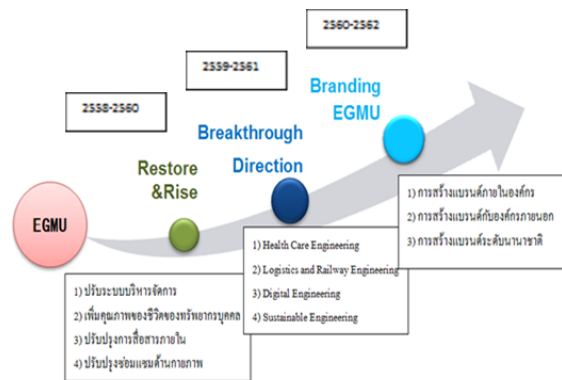 2560-2562
2559-2561
2558-2560
Branding
EGMU
Breakthrough
Direction
Restore
&Rise
EGMU
1) การสร้างแบรนด์ภายในองค์กร
2) การสร้างแบรนด์กับองค์กรภายนอก
3) การสร้างแบรนด์ระดับนานาชาติ
1) Health Care Engineering
2) Logistics and Railway Engineering
3) Digital Engineering
4) Sustainable Engineering
1) ปรับระบบบริหารจัดการ
2) เพิ่มคุณภาพของชีวิตของทรัพยากรบุคคล
3) ปรับปรุงการสื่อสารภายใน
4) ปรับปรุงซ่อมแซมด้านกายภาพ